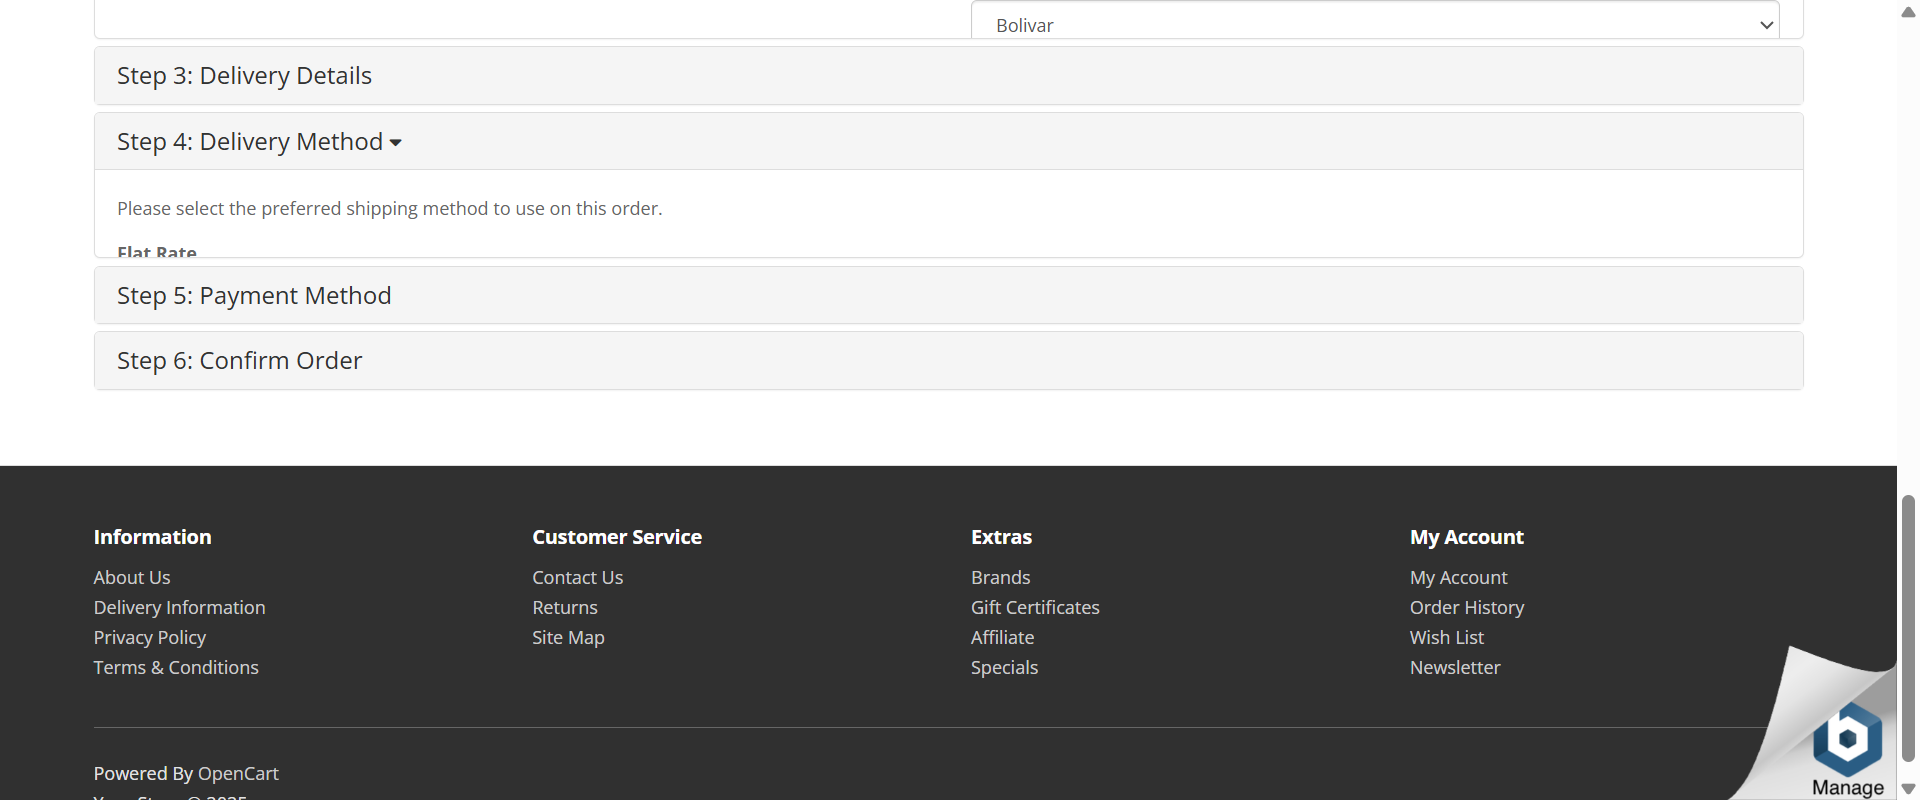 Bolivar
Step 3: Delivery Details
Step 4: Delivery Method
Please select the preferred shipping method to use on this order.
Flat Rate
Step 5: Payment Method
Step 6: Confirm Order
Information
About Us
Delivery Information
Privacy Policy
Terms & Conditions
Customer Service
Contact Us
Returns
Site Map
Extras
Brands
Gift Certificates
Affiliate
Specials
My Account
My Account
Order History
Wish List
Newsletter
Powered By OpenCart
Your Store © 2025
b
Manage